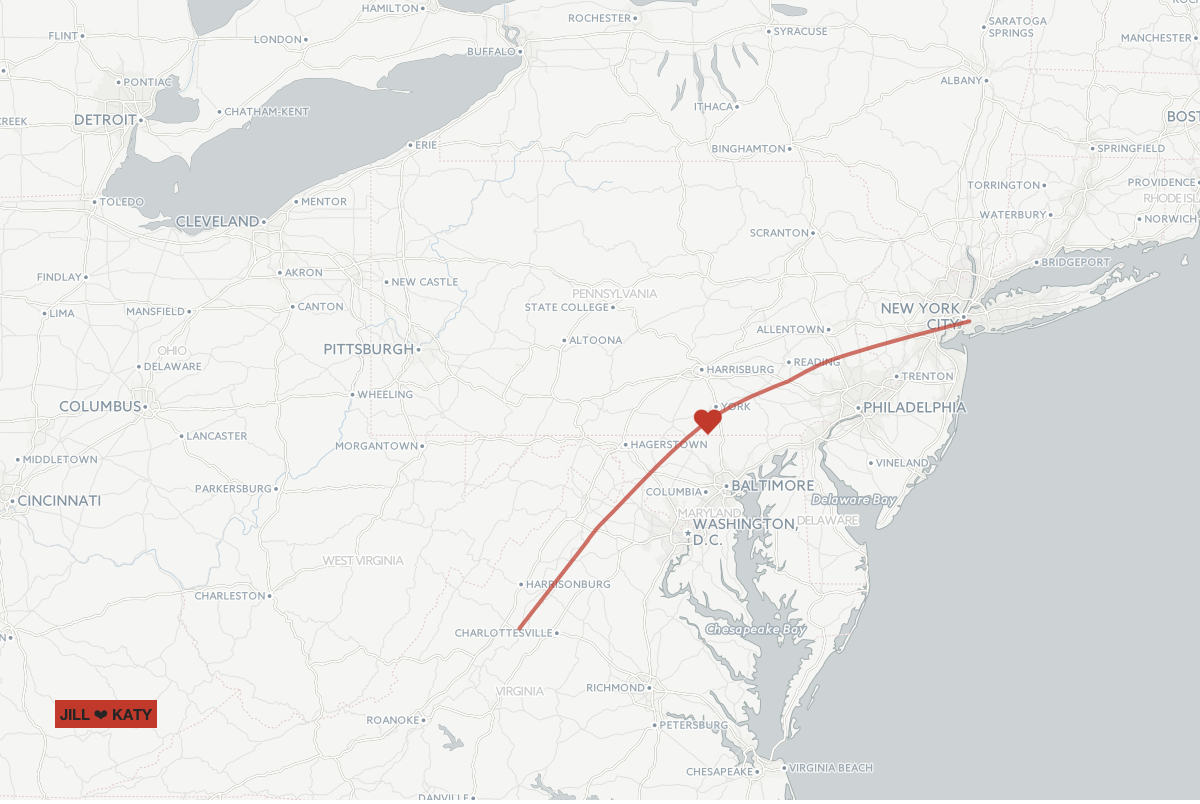 HAMILTON
ROCHESTER
SARATOGA
SPRINGS
SYRACUSE
FLINT
LONDON
MANCHESTER
BUFFALO
PONTIAC
ALBANY
CHATHAM-KENT
ITHACA
CREEK
DETROIT
BOST
ERIE
BINGHAMTON
SPRINGFIELD
TORRINGTON
PROVIDENCE
RHODE ISL
TOLEDO
MENTOR
CLEVELAND
WATERBURY
NORWICH
SCRANTON
BRIDGEPORT
FINDLAY
AKRON
NEW CASTLE
PENNSYLVANIA
STATE COLLEGE
NEW YORK
CITY
LIMA
MANSFIELD
CANTON
ALLENTOWN
ALTOONA
PITTSBURGH
OHIO
DELAWARE
HARRISBURG
READING
TRENTON
WHEELING
COLUMBUS
YORK
PHILADELPHIA
LANCASTER
MORGANTOWN
HAGERSTOWN
MIDDLETOWN
VINELAND
PARKERSBURG
COLUMBIA
BALTIMORE
CINCINNATI
Delaware Bay
MARYLAND
DELAWARE
WASHINGTON,
D.C.
WEST VIRGINIA
HARRISONBURG
CHARLESTON
CHARLOTTESVILLE
Chesapeake Bay
N
VIRGINIA
RICHMOND
JILL ❤ KATY
ROANOKE
PETERSBURG
CHESAPEAKE
VIRGINIA BEACH
DANVILLE